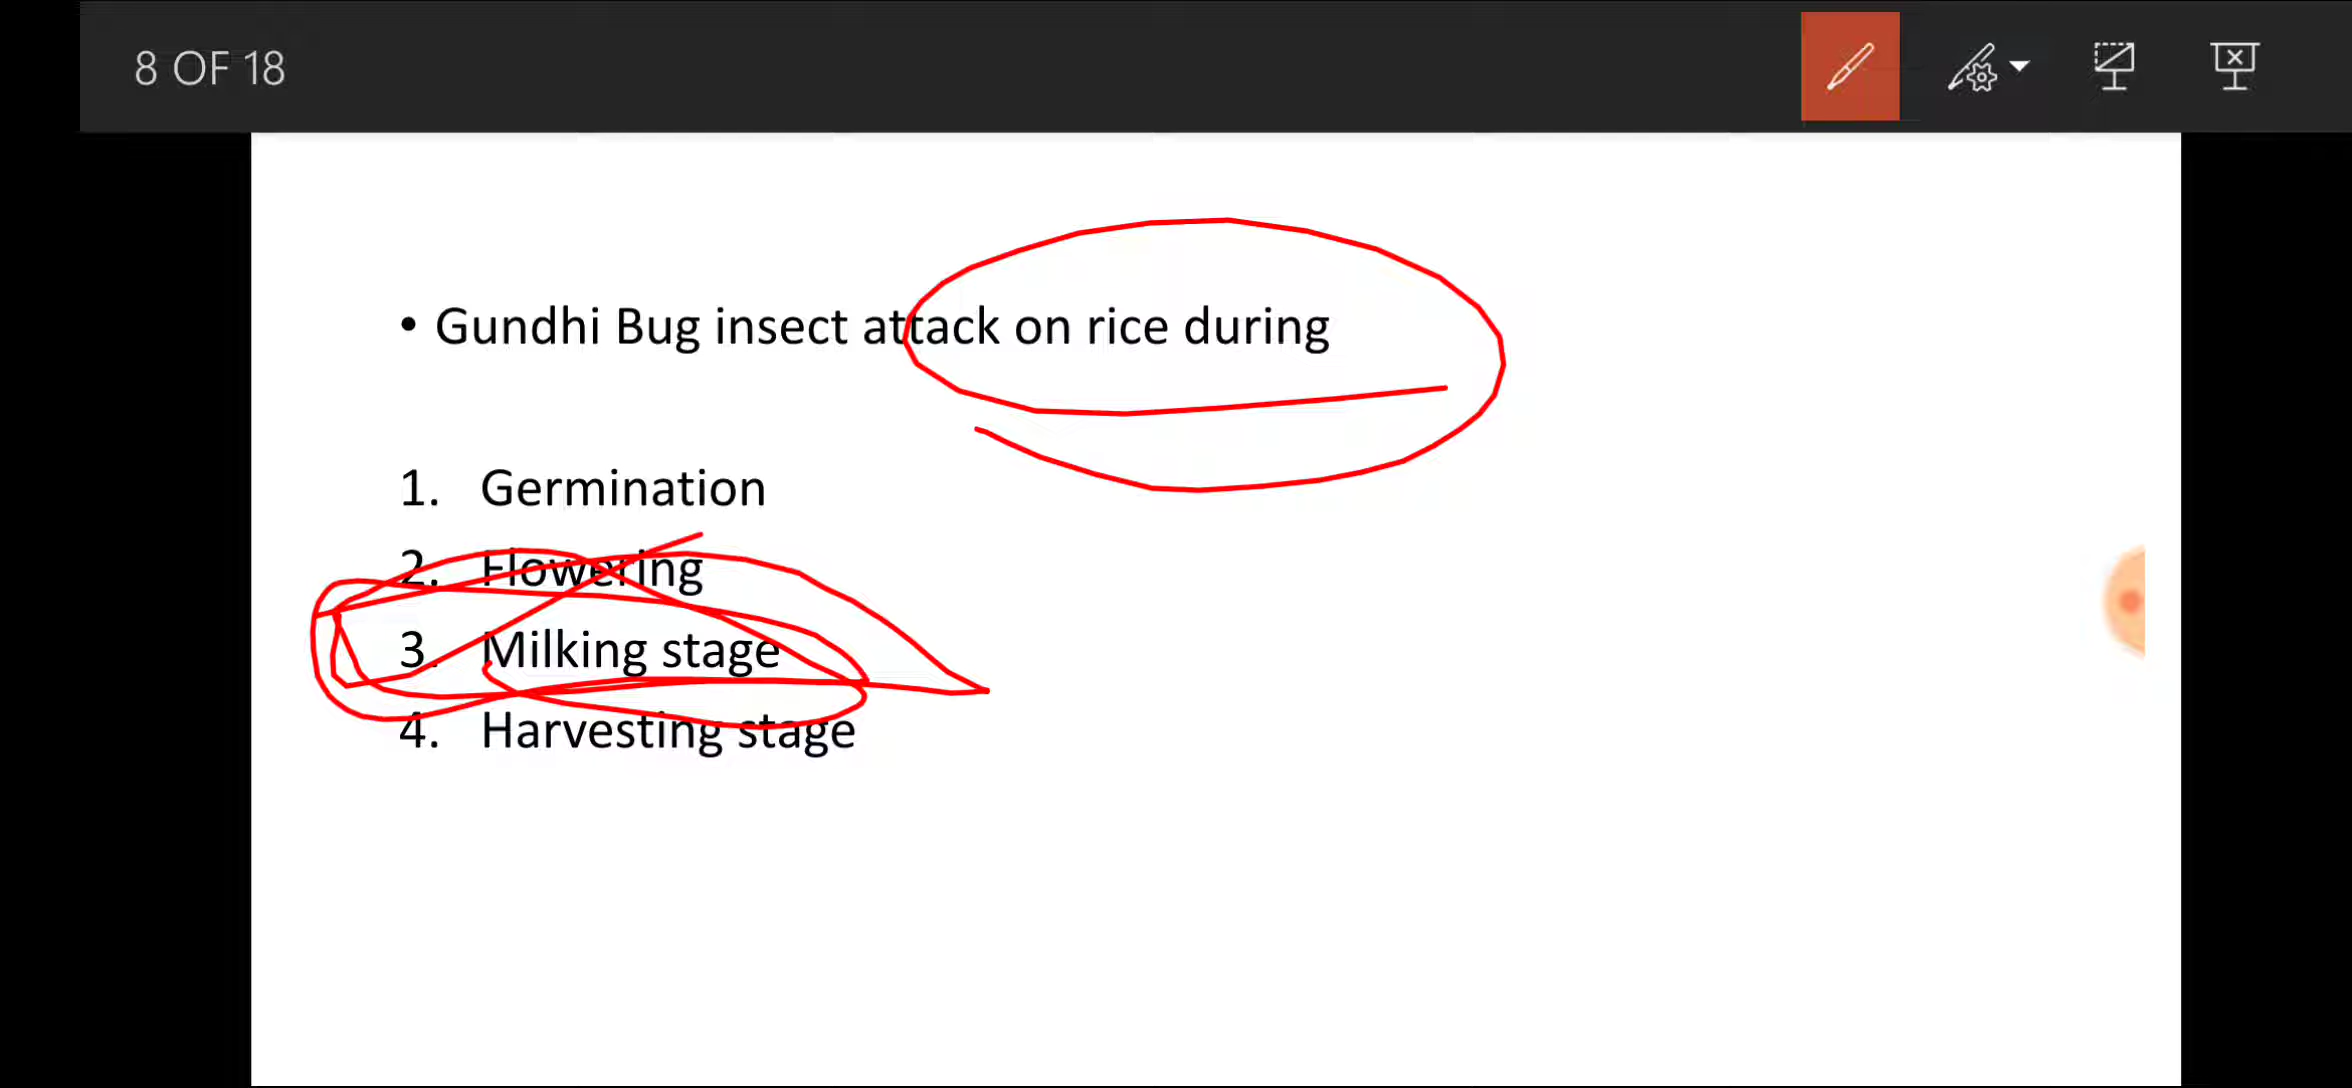 8 OF 18
• Gundhi Bug insect attack on rice during
1. Germination
2. Flowering
3. Milking stage
4. Harvesting stage